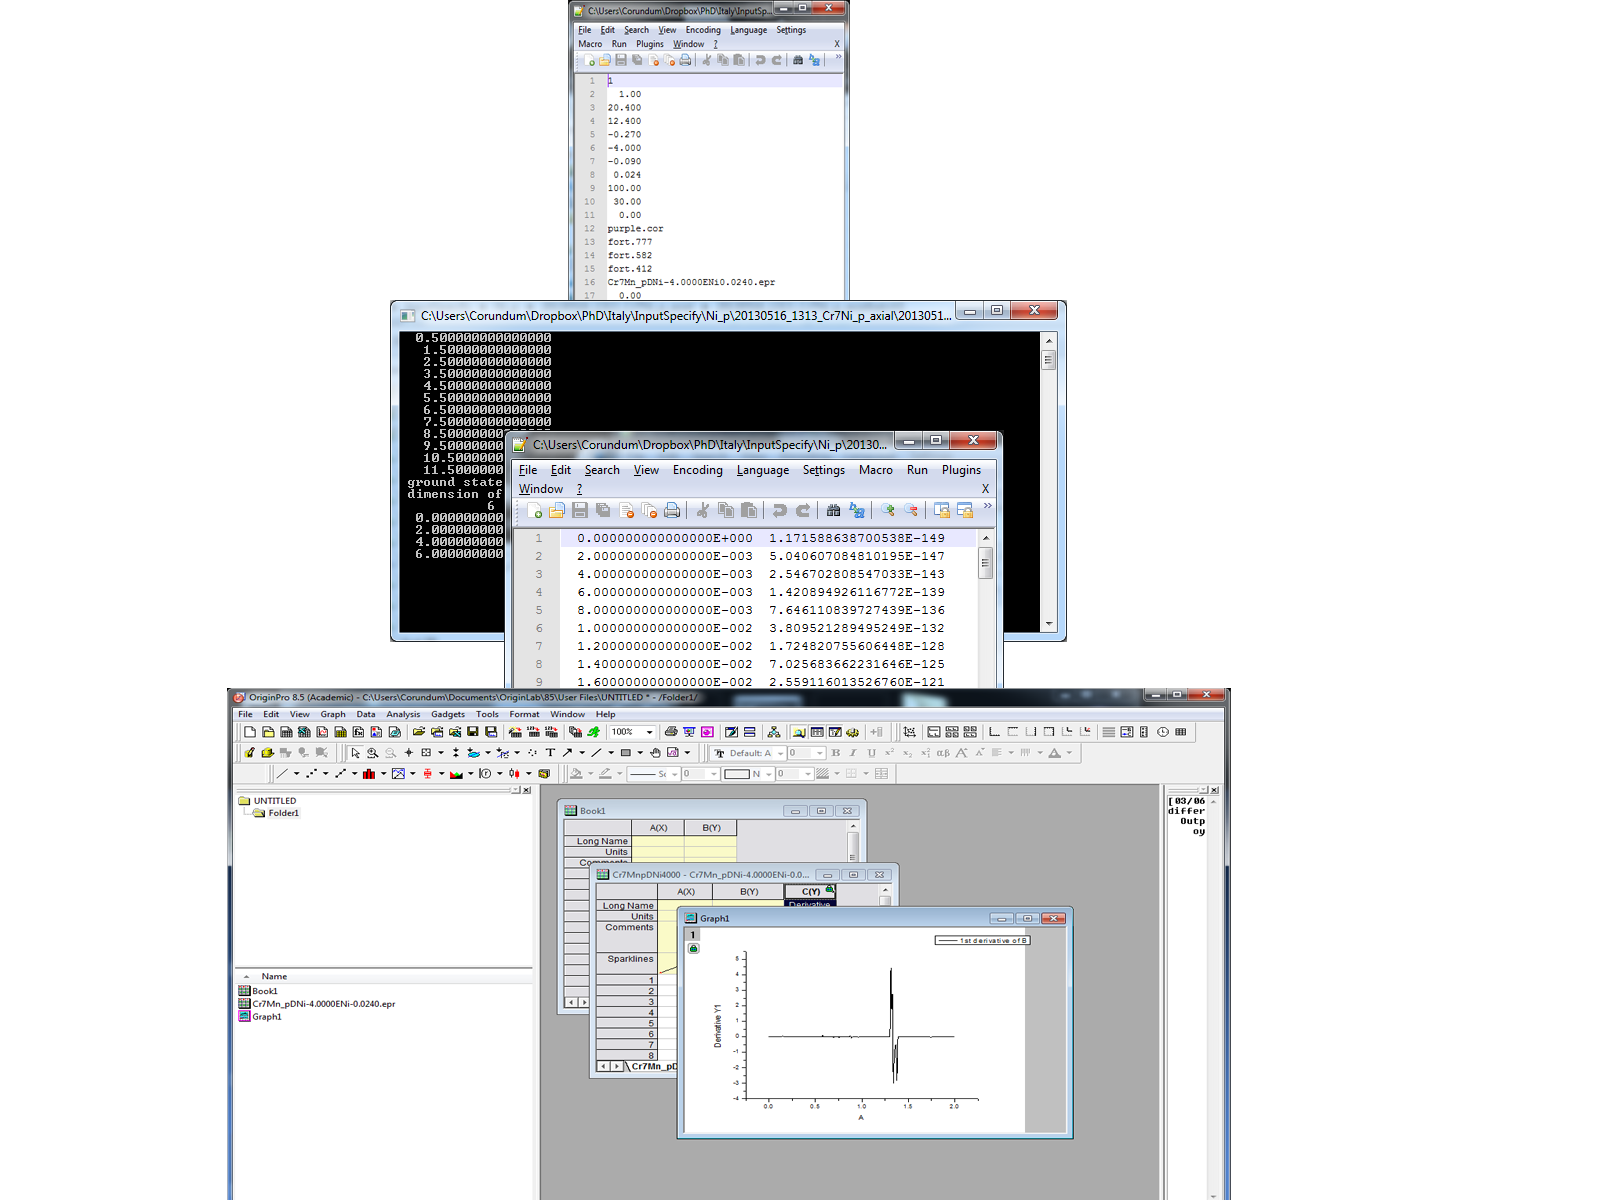 C:\Users\Corundum\Dropbox\PhD\Italy\InputSp...
File Edit Search View Encoding Language Settings
Macro Run Plugins Window ? X
1 1
2 1.00
3 20.400
4 12.400
5 -0.270
6 -4.000
7 -0.090
8 0.024
9 100.00
10 30.00
11 0.00
12 purple.cor
13 fort.777
14 fort.582
15 fort.412
16 Cr7Mn_pDNi-4.0000ENi0.0240.epr
17 0.00
C:\Users\Corundum\Dropbox\PhD\Italy\InputSpecify\Ni_p\20130516_1313_Cr7Ni_p_axial\2013051...
0.500000000000000
1.50000000000000
2.50000000000000
3.50000000000000
4.50000000000000
5.50000000000000
6.50000000000000
7.50000000000000
8.5000000
9.5000000
10.5000000
11.5000000
ground state
dimension of
6
0.000000000
2.000000000
4.000000000
6.000000000
C:\Users\Corundum\Dropbox\PhD\Italy\InputSpecify\Ni_p\20130...
File Edit Search View Encoding Language Settings Macro Run Plugins
Window ? X
1 0.000000000000000E+000 1.171588638700538E-149
2 2.000000000000000E-003 5.040607084810195E-147
3 4.000000000000000E-003 2.546702808547033E-143
4 6.000000000000000E-003 1.420894926116772E-139
5 8.000000000000000E-003 7.646110839727439E-136
6 1.000000000000000E-002 3.809521289495249E-132
7 1.200000000000000E-002 1.724820755606448E-128
8 1.400000000000000E-002 7.025683662231646E-125
9 1.600000000000000E-002 2.559116013526760E-121
OriginPro 8.5 (Academic) - C:\Users\Corundum\Documents\OriginLab\85\User Files\UNTITLED * - /Folder1/
File Edit View Graph Data Analysis Gadgets Tools Format Window Help
100%
Default: A 0 B I U
0 N 0
UNTITLED
Folder1
Name
Book1
Cr7Mn_pDNi-4.0000ENi-0.0240.epr
Graph1
Book1
A(X) B(Y)
Long Name
Units
Comments
Cr7MnpDNi4000 - Cr7Mn_pDNi-4.0000ENi-0.0...
A(X) B(Y) C(Y)
Long Name Derivative
Units
Comments
Sparklines
1
2
3
4
5
6
7
8
Cr7Mn_pD
Graph1
1
1st derivative of B
Derivative Y1
5
4
3
2
1
0
-1
-2
-3
-4
0.0 0.5 1.0 1.5 2.0
A
[03/06
differ
Outp
oy